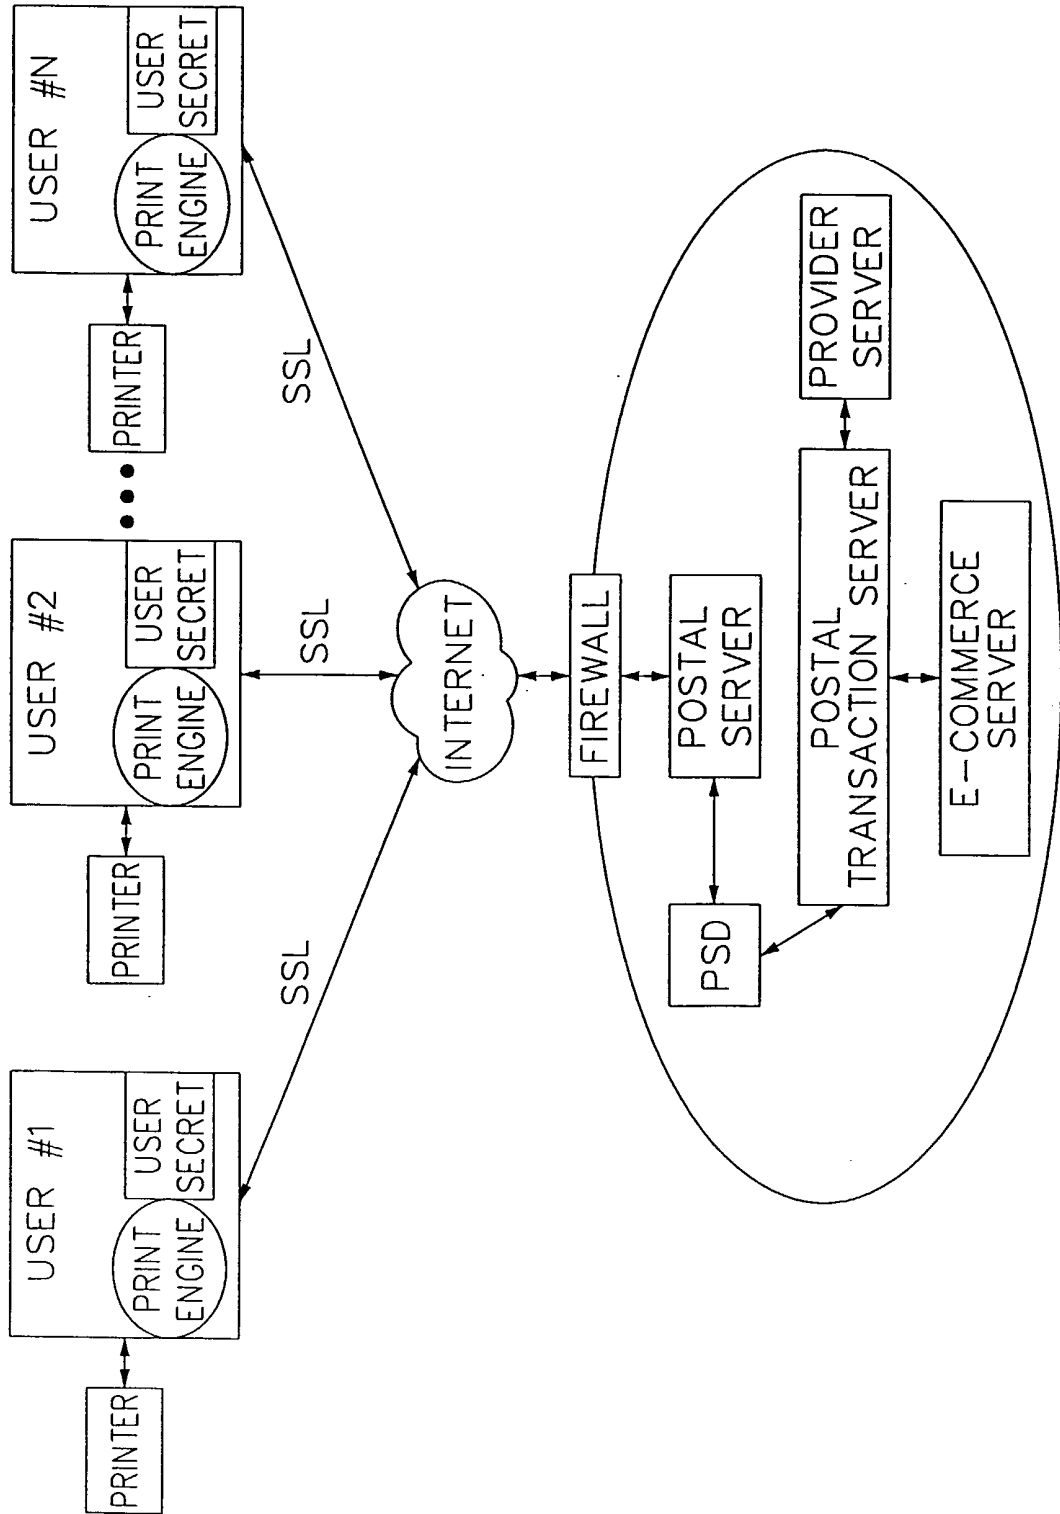 USER #1
PRINT
ENGINE
USER
SECRET
PRINTER
USER #2
PRINT
ENGINE
USER
SECRET
PRINTER
USER #N
PRINT
ENGINE
USER
SECRET
PRINTER
SSL
SSL
SSL
INTERNET
FIREWALL
POSTAL
SERVER
PSD
POSTAL
TRANSACTION SERVER
PROVIDER
SERVER
E-COMMERCE
SERVER